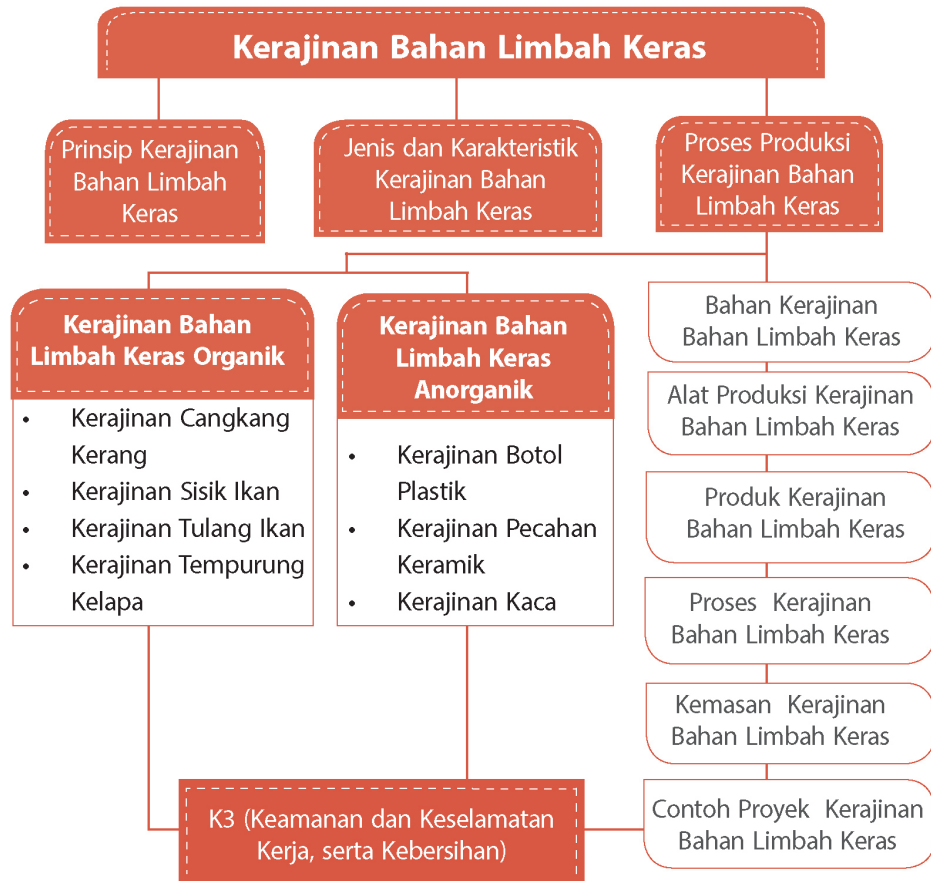 Kerajinan Bahan Limbah Keras
Prinsip Kerajinan
Bahan Limbah
Keras
Jenis dan Karakteristik
Kerajinan Bahan
Limbah Keras
Proses Produksi
Kerajinan Bahan
Limbah Keras
Kerajinan Bahan
Limbah Keras Organik
• Kerajinan Cangkang
Kerang
• Kerajinan Sisik Ikan
• Kerajinan Tulang Ikan
• Kerajinan Tempurung
Kelapa
Kerajinan Bahan
Limbah Keras
Anorganik
• Kerajinan Botol
Plastik
• Kerajinan Pecahan
Keramik
• Kerajinan Kaca
Bahan Kerajinan
Bahan Limbah Keras
Alat Produksi Kerajinan
Bahan Limbah Keras
Produk Kerajinan
Bahan Limbah Keras
Proses Kerajinan
Bahan Limbah Keras
Kemasan Kerajinan
Bahan Limbah Keras
Contoh Proyek Kerajinan
Bahan Limbah Keras
K3 (Keamanan dan Keselamatan
Kerja, serta Kebersihan)